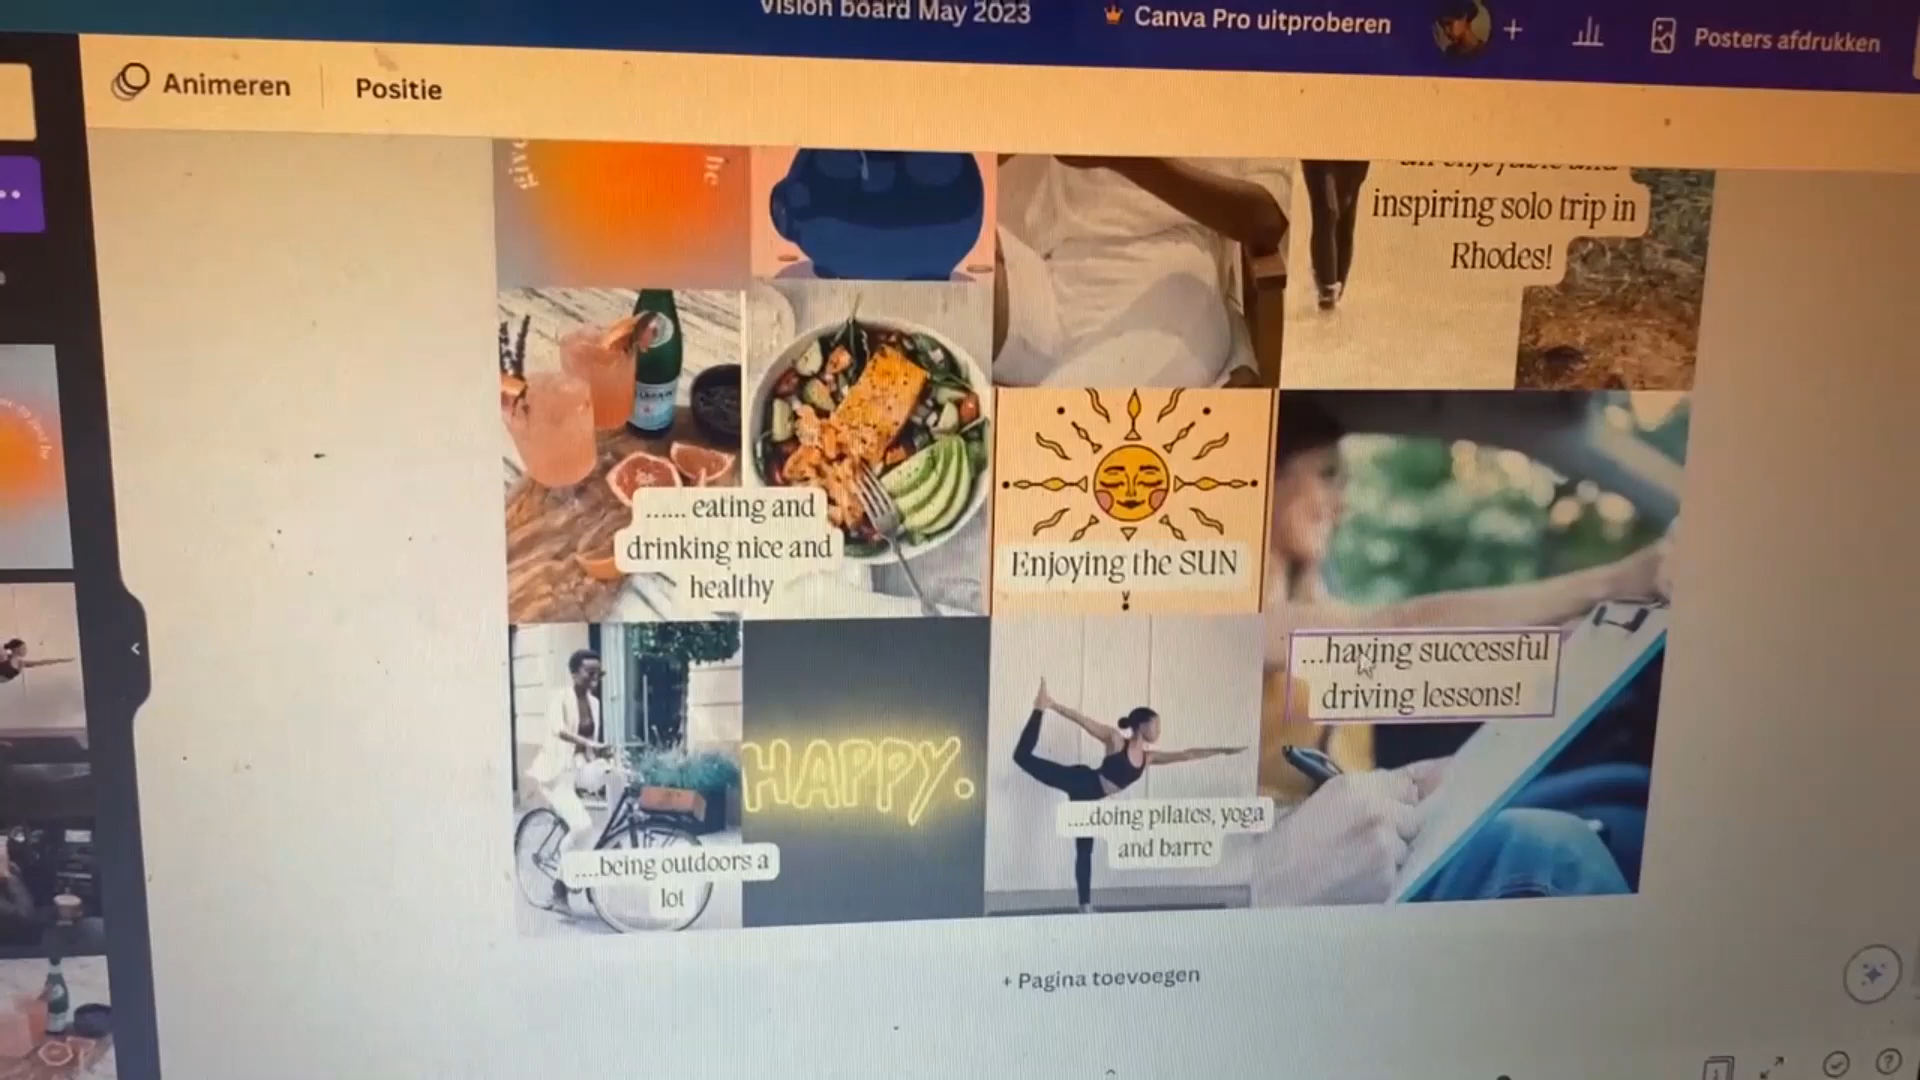 Vision board May 2023
Canva Pro uitproberen
Posters afdrukken
Animeren
Positie
give
be
inspiring solo trip in
Rhodes!
...... eating and
drinking nice and
healthy
Enjoying the SUN
...having successful
driving lessons!
HAPPY.
....doing pilates, yoga
and barre
....being outdoors a
lot
+ Pagina toevoegen